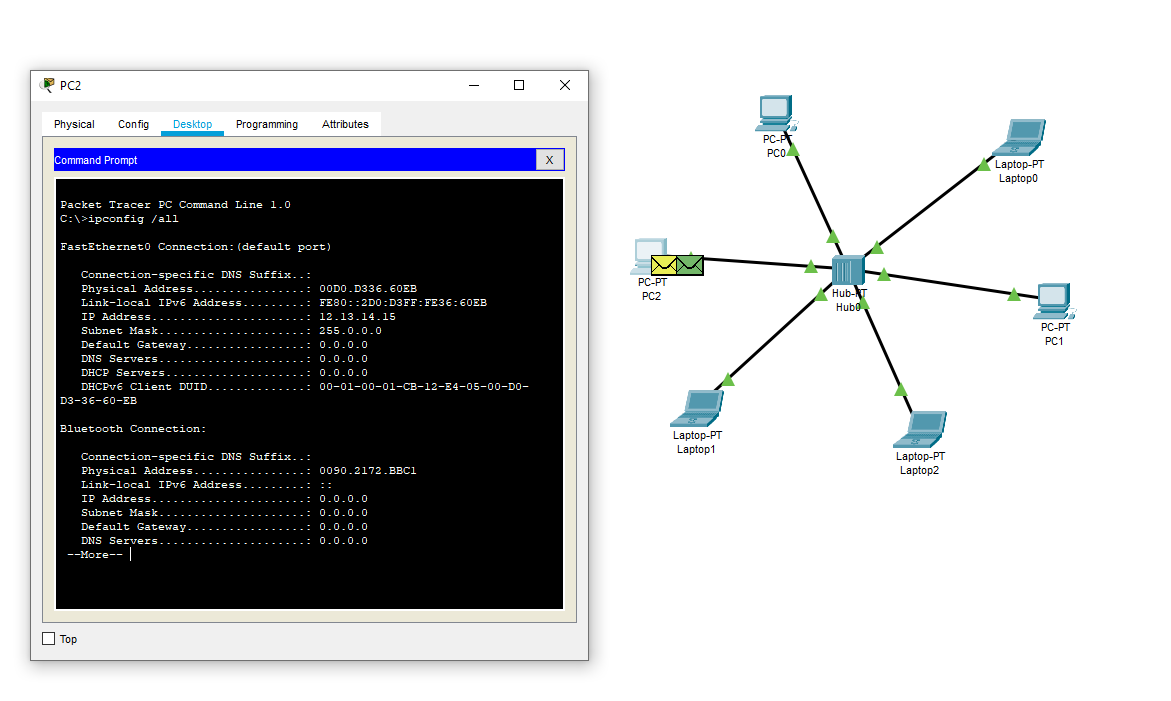 PC2
Physical Config Desktop Programming Attributes
Command Prompt X
Packet Tracer PC Command Line 1.0
C:\>ipconfig /all
FastEthernet0 Connection:(default port)
Connection-specific DNS Suffix..:
Physical Address................: 00D0.D336.60EB
Link-local IPv6 Address.........: FE80::2D0:D3FF:FE36:60EB
IP Address......................: 12.13.14.15
Subnet Mask.....................: 255.0.0.0
Default Gateway.................: 0.0.0.0
DNS Servers.....................: 0.0.0.0
DHCP Servers....................: 0.0.0.0
DHCPv6 Client DUID..............: 00-01-00-01-CB-12-E4-05-00-D0-
D3-36-60-EB
Bluetooth Connection:
Connection-specific DNS Suffix..:
Physical Address................: 0090.2172.BBC1
Link-local IPv6 Address.........: ::
IP Address......................: 0.0.0.0
Subnet Mask.....................: 0.0.0.0
Default Gateway.................: 0.0.0.0
DNS Servers.....................: 0.0.0.0
--More--
Top
PC-PT
PC0
Laptop-PT
Laptop0
PC-PT
PC2
Hub-PT
Hub0
PC-PT
PC1
Laptop-PT
Laptop1
Laptop-PT
Laptop2